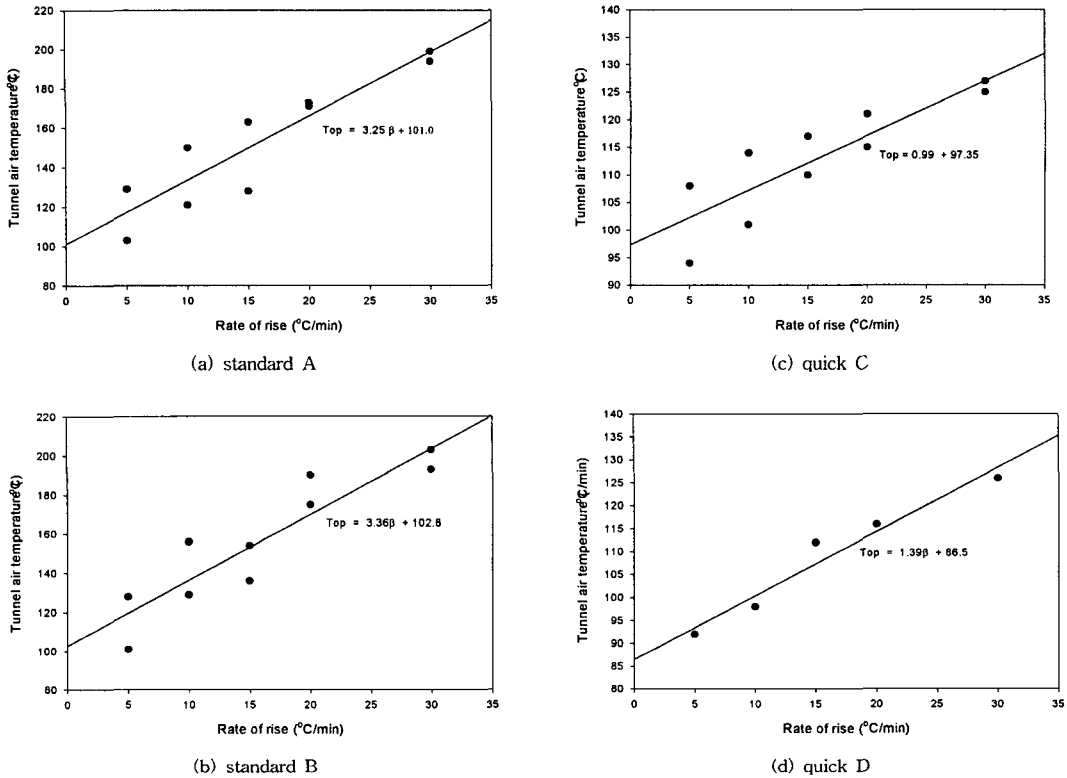 220
200
180
160
140
120
100
80
0 5 10 15 20 25 30 35
Tunnel air temperature℃)
Top = 3.25 β + 101.0
Rate of rise (°C/min)
(a) standard A
140
135
130
125
120
115
110
105
100
95
90
0 5 10 15 20 25 30 35
Tunnel air temperature°C)
Top = 0.99 + 97.35
Rate of rise (°C/min)
(c) quick C
220
200
180
160
140
120
100
80
0 5 10 15 20 25 30 35
Tunnel air temperature℃)
Top = 3.36β + 102.8
Rate of rise (°C/min)
(b) standard B
140
135
130
125
120
115
110
105
100
95
90
85
80
0 5 10 15 20 25 30 35
Tunnel air temperature℃/min)
Top = 1.39β + 86.5
Rate of rise (°C/min)
(d) quick D